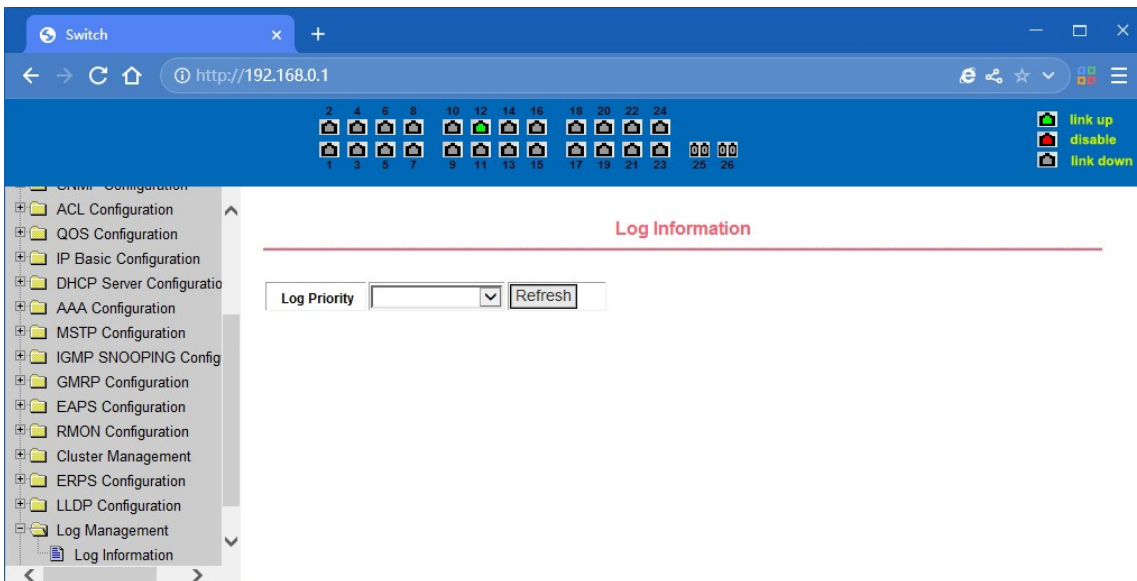 Switch
http://192.168.0.1
2 4 6 8 10 12 14 16 18 20 22 24
1 3 5 7 9 11 13 15 17 19 21 23 25 26
link up
disable
link down
SNMP Configuration
ACL Configuration
QOS Configuration
IP Basic Configuration
DHCP Server Configuratio
AAA Configuration
MSTP Configuration
IGMP SNOOPING Config
GMRP Configuration
EAPS Configuration
RMON Configuration
Cluster Management
ERPS Configuration
LLDP Configuration
Log Management
Log Information
Log Information
Log Priority
Refresh